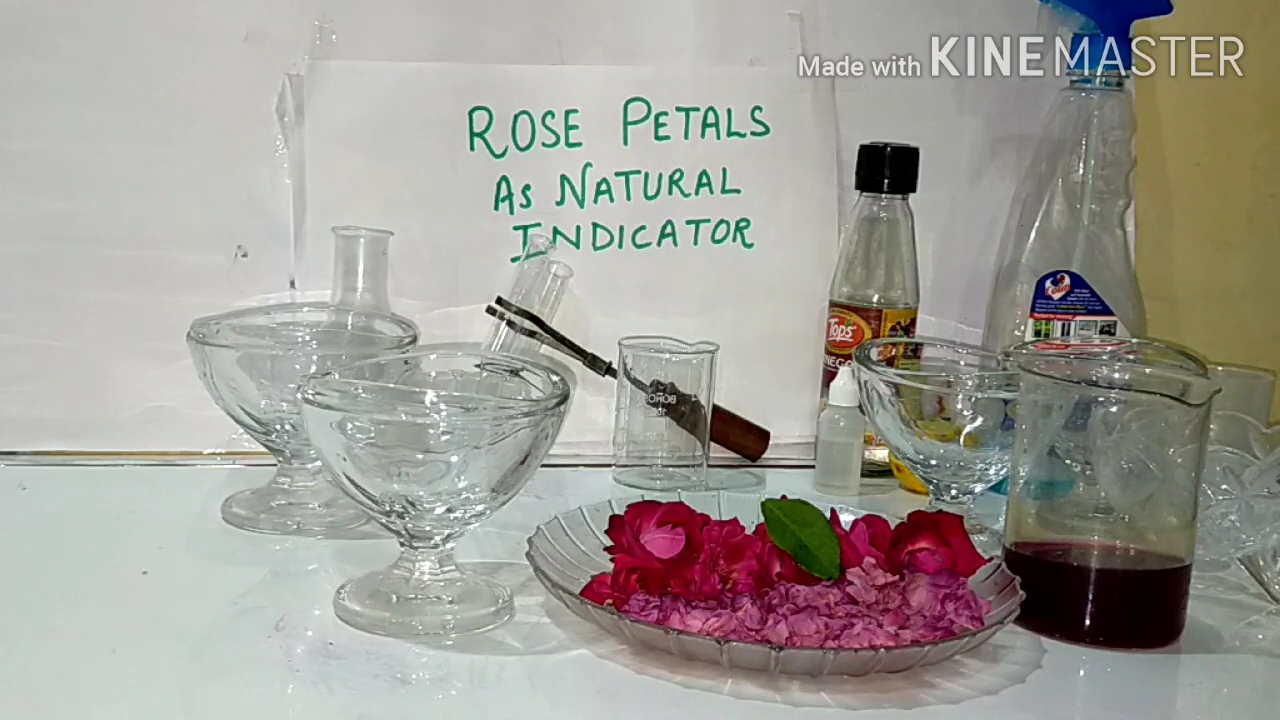 Made with KINEMASTER
ROSE PETALS
AS NATURAL
INDICATOR
Tops